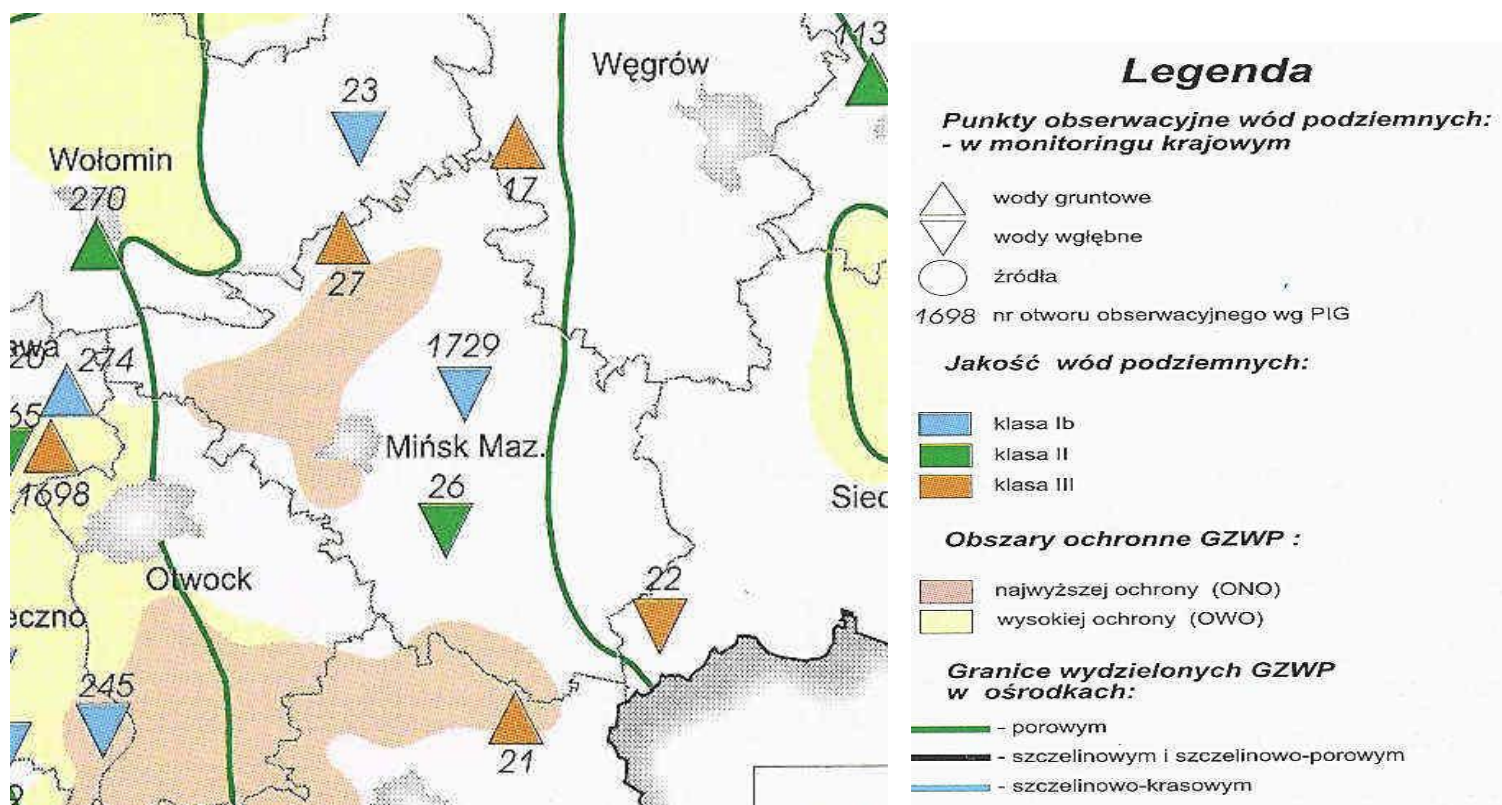 113
Węgrów
23
Wołomin
270
17
27
274
1729
65
Mińsk Maz.
1698
26
Otwock
22
245
21
Legenda
Punkty obserwacyjne wód podziemnych:
- w monitoringu krajowym
wody gruntowe
wody wgłębne
źródła
1698 nr otworu obserwacyjnego wg PIG
Jakość wód podziemnych:
klasa Ib
klasa II
klasa III
Obszary ochronne GZWP :
najwyższej ochrony (ONO)
wysokiej ochrony (OWO)
Granice wydzielonych GZWP
w ośrodkach:
- porowym
- szczelinowym i szczelinowo-porowym
- szczelinowo-krasowym